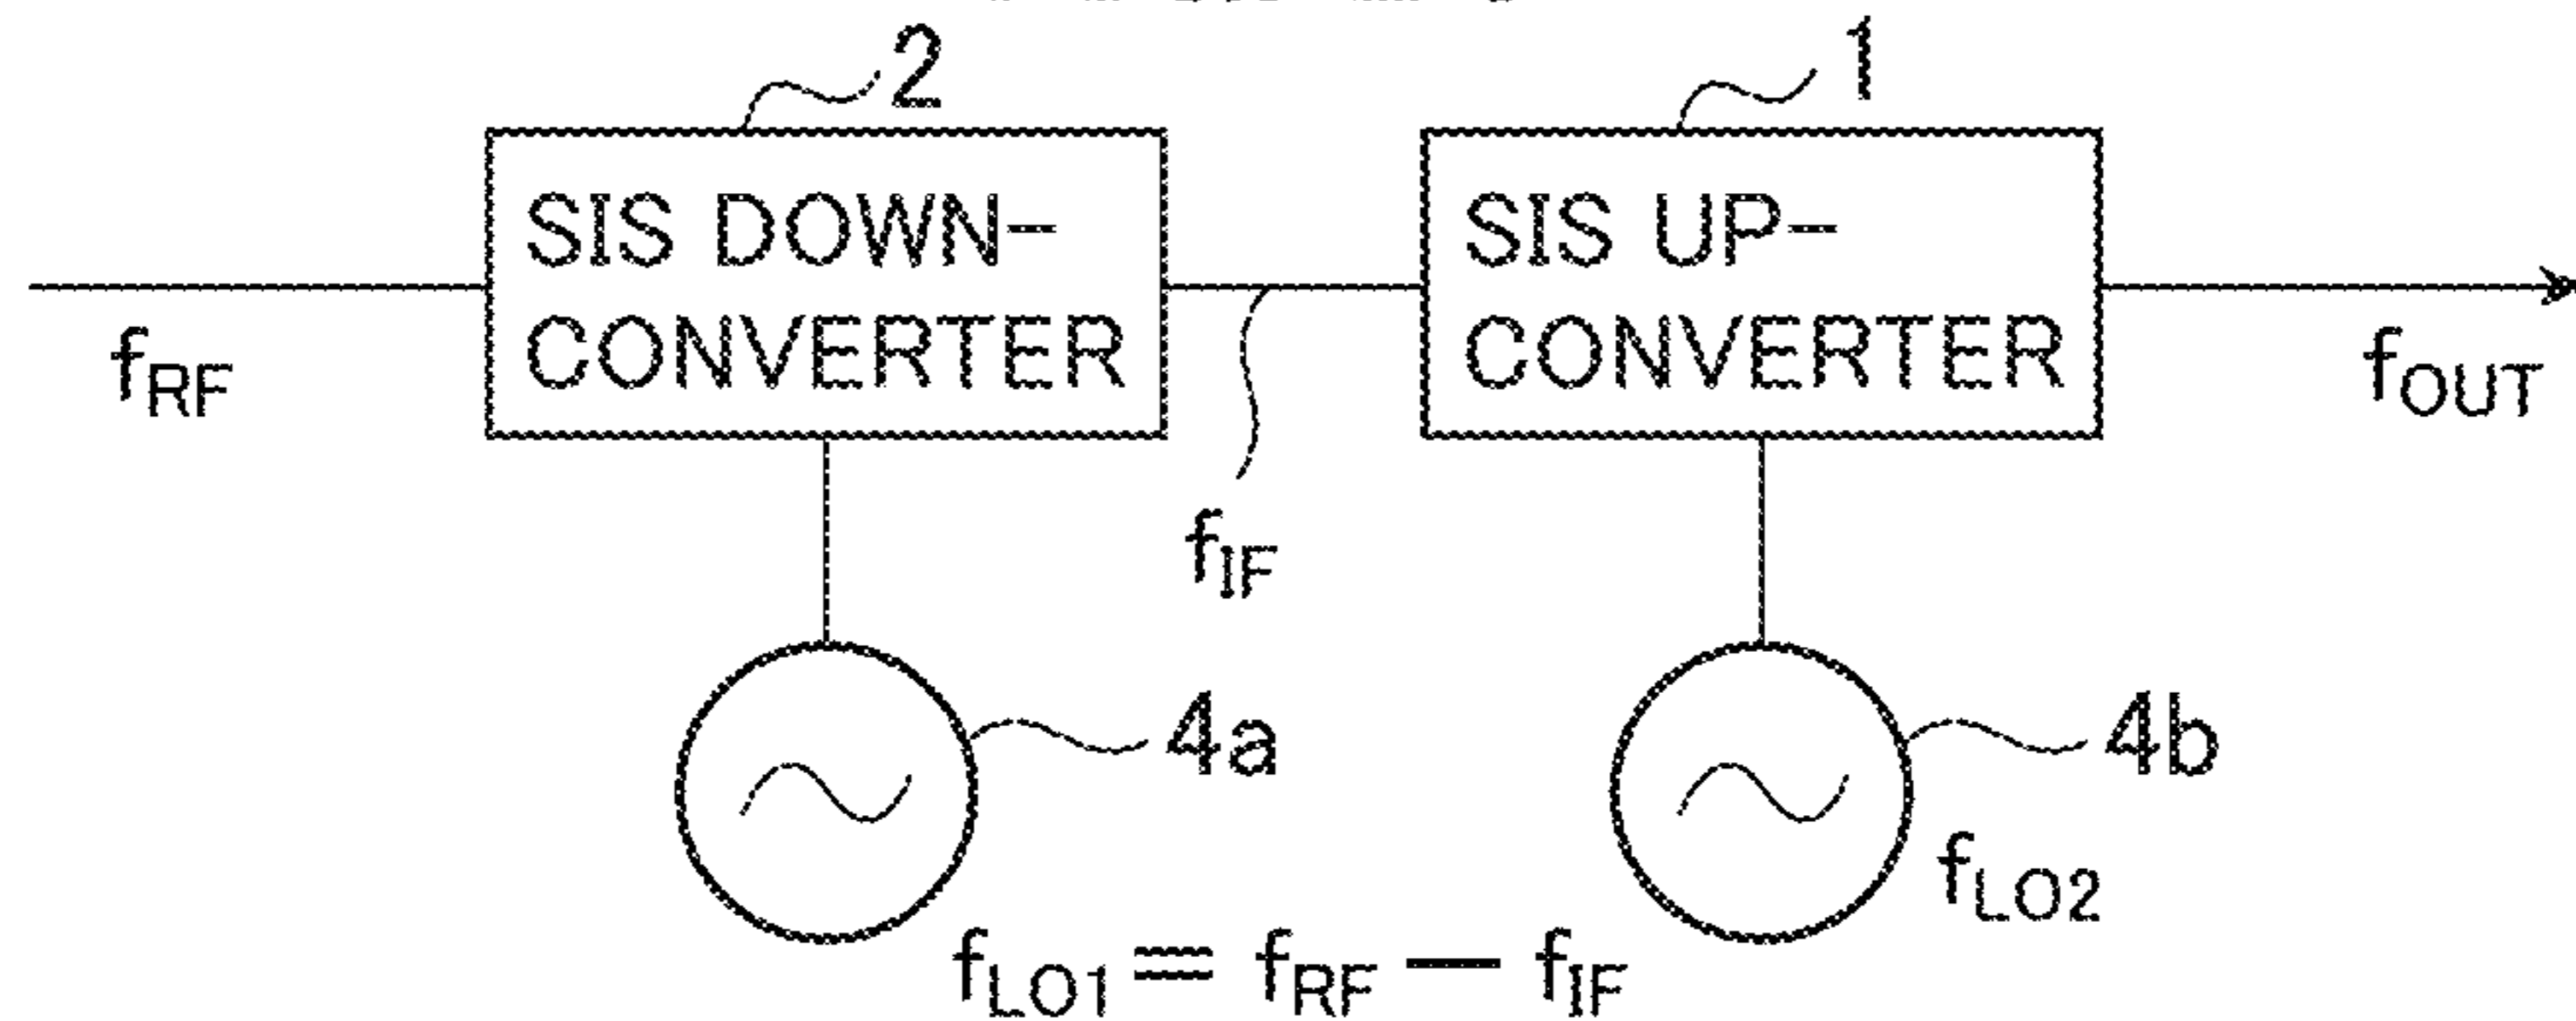 2
1
SIS DOWN-
CONVERTER
SIS UP-
CONVERTER
fRF
fOUT
fIF
4a
4b
fLO2
fLO1 = fRF — fIF